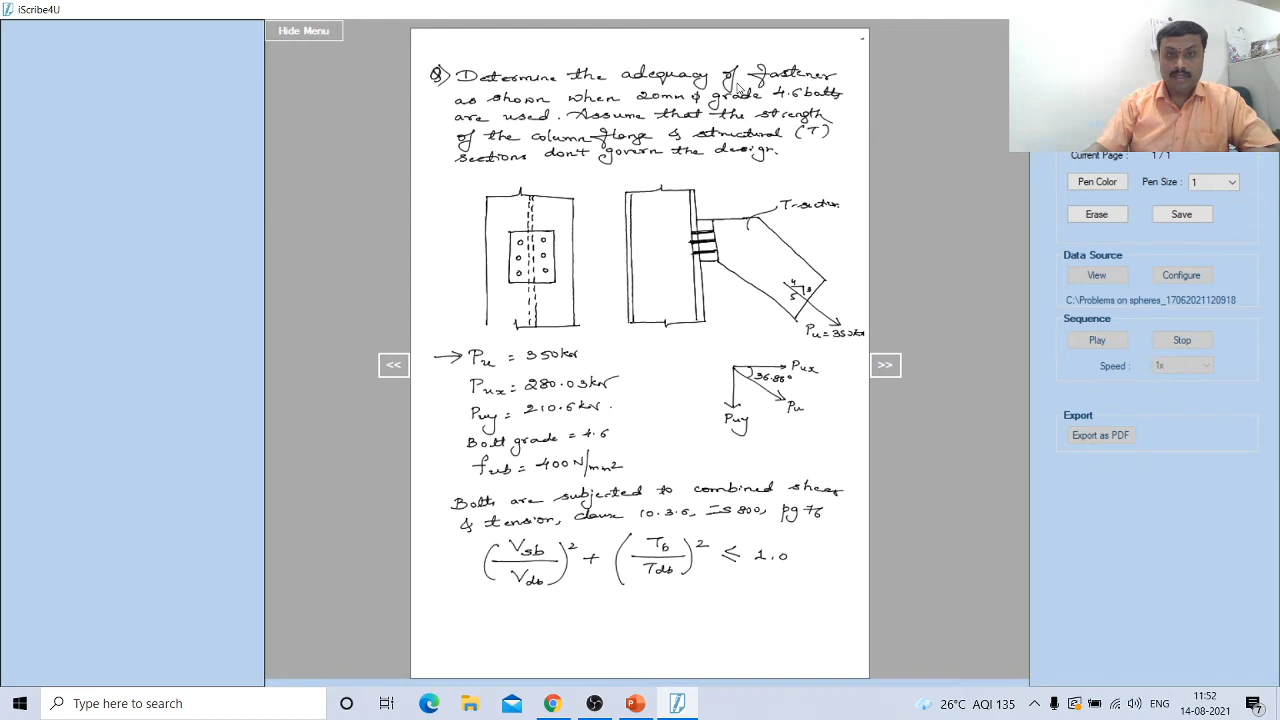 iScribe4U
Hide Menu
Q) Determine the adequacy of fastener
as shown when 20mm φ grade 4.6 bolts
are used. Assume that the strength
of the column flange & structural (T)
sections don't govern the design.
T-section
4
3
5
Pu = 350kN
→ Pu = 350kN
Pux = 280.03kN
Puy = 210.6kN.
Bolt grade = 4.6
fub = 400N/mm2
Pux
36.86°
Pu
Puy
Bolts are subjected to combined shear
& tension, clause 10.3.6, IS 800, pg 76
(Vsb/Vdb)2 + (Tb/Tdb)2 ≤ 1.0
<<
>>
Current Page : 1 / 1
Pen Color Pen Size : 1
Erase Save
Data Source
View Configure
C:\Problems on spheres_17062021120918
Sequence
Play Stop
Speed : 1x
Export
Export as PDF
Type here to search
26°C AQI 135
ENG
11:52
14-08-2021
7